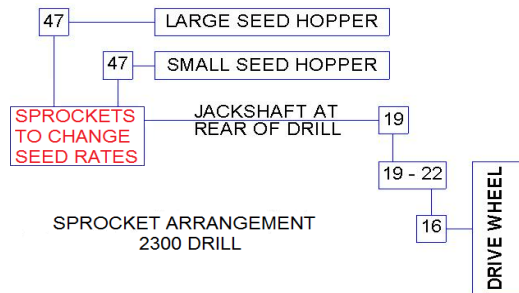 47
LARGE SEED HOPPER
47
SMALL SEED HOPPER
SPROCKETS
TO CHANGE
SEED RATES
JACKSHAFT AT
REAR OF DRILL
19
19 - 22
16
DRIVE WHEEL
SPROCKET ARRANGEMENT
2300 DRILL